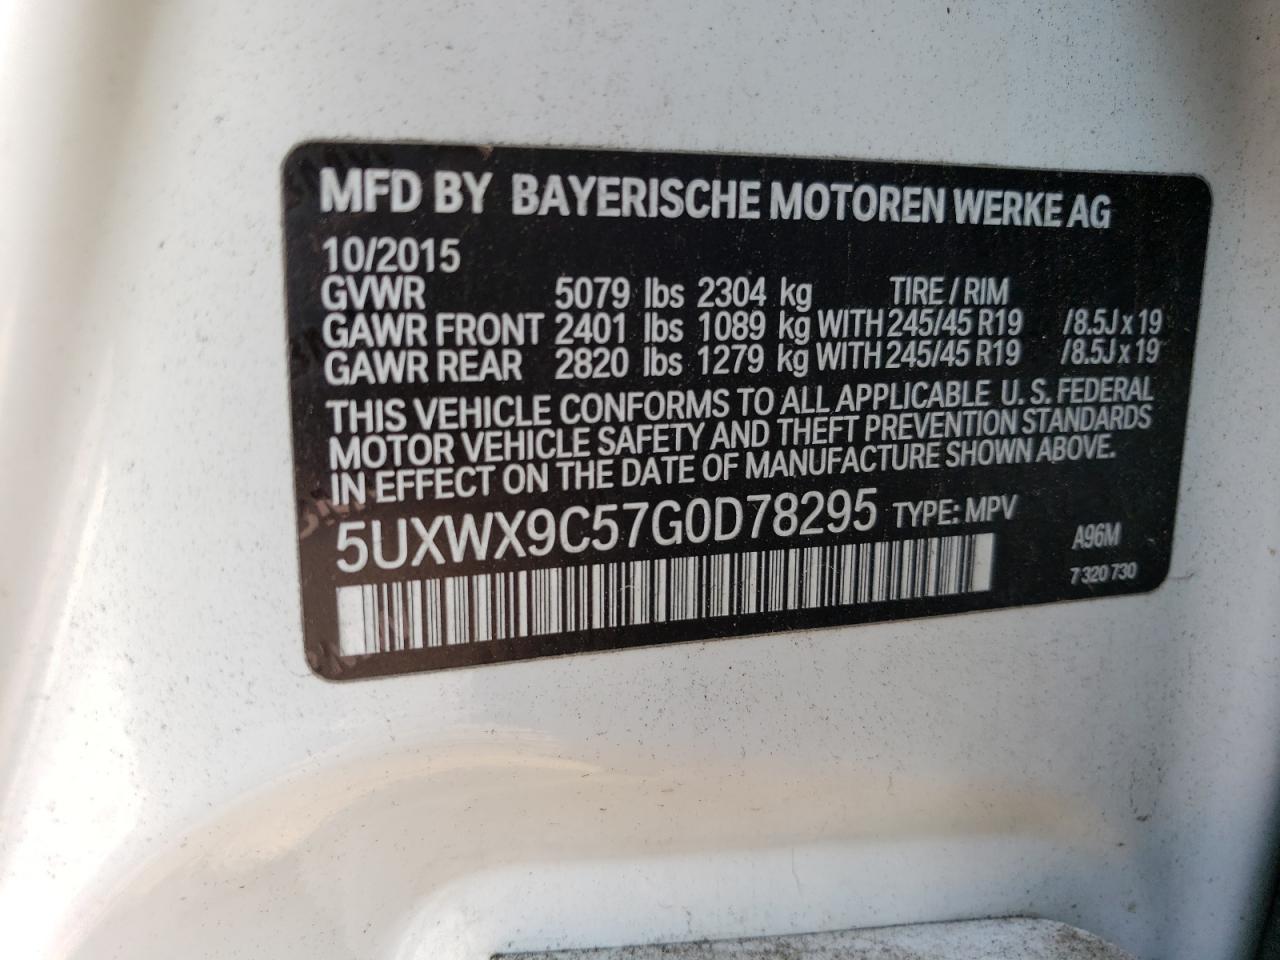 MFD BY BAYERISCHE MOTOREN WERKE AG
10/2015
GVWR 5079 lbs 2304 kg TIRE / RIM
GAWR FRONT 2401 lbs 1089 kg WITH 245/45 R19 /8.5J x 19
GAWR REAR 2820 lbs 1279 kg WITH 245/45 R19 /8.5J x 19
THIS VEHICLE CONFORMS TO ALL APPLICABLE U. S. FEDERAL
MOTOR VEHICLE SAFETY AND THEFT PREVENTION STANDARDS
IN EFFECT ON THE DATE OF MANUFACTURE SHOWN ABOVE.
5UXWX9C57G0D78295 TYPE: MPV
A96M
7 320 730